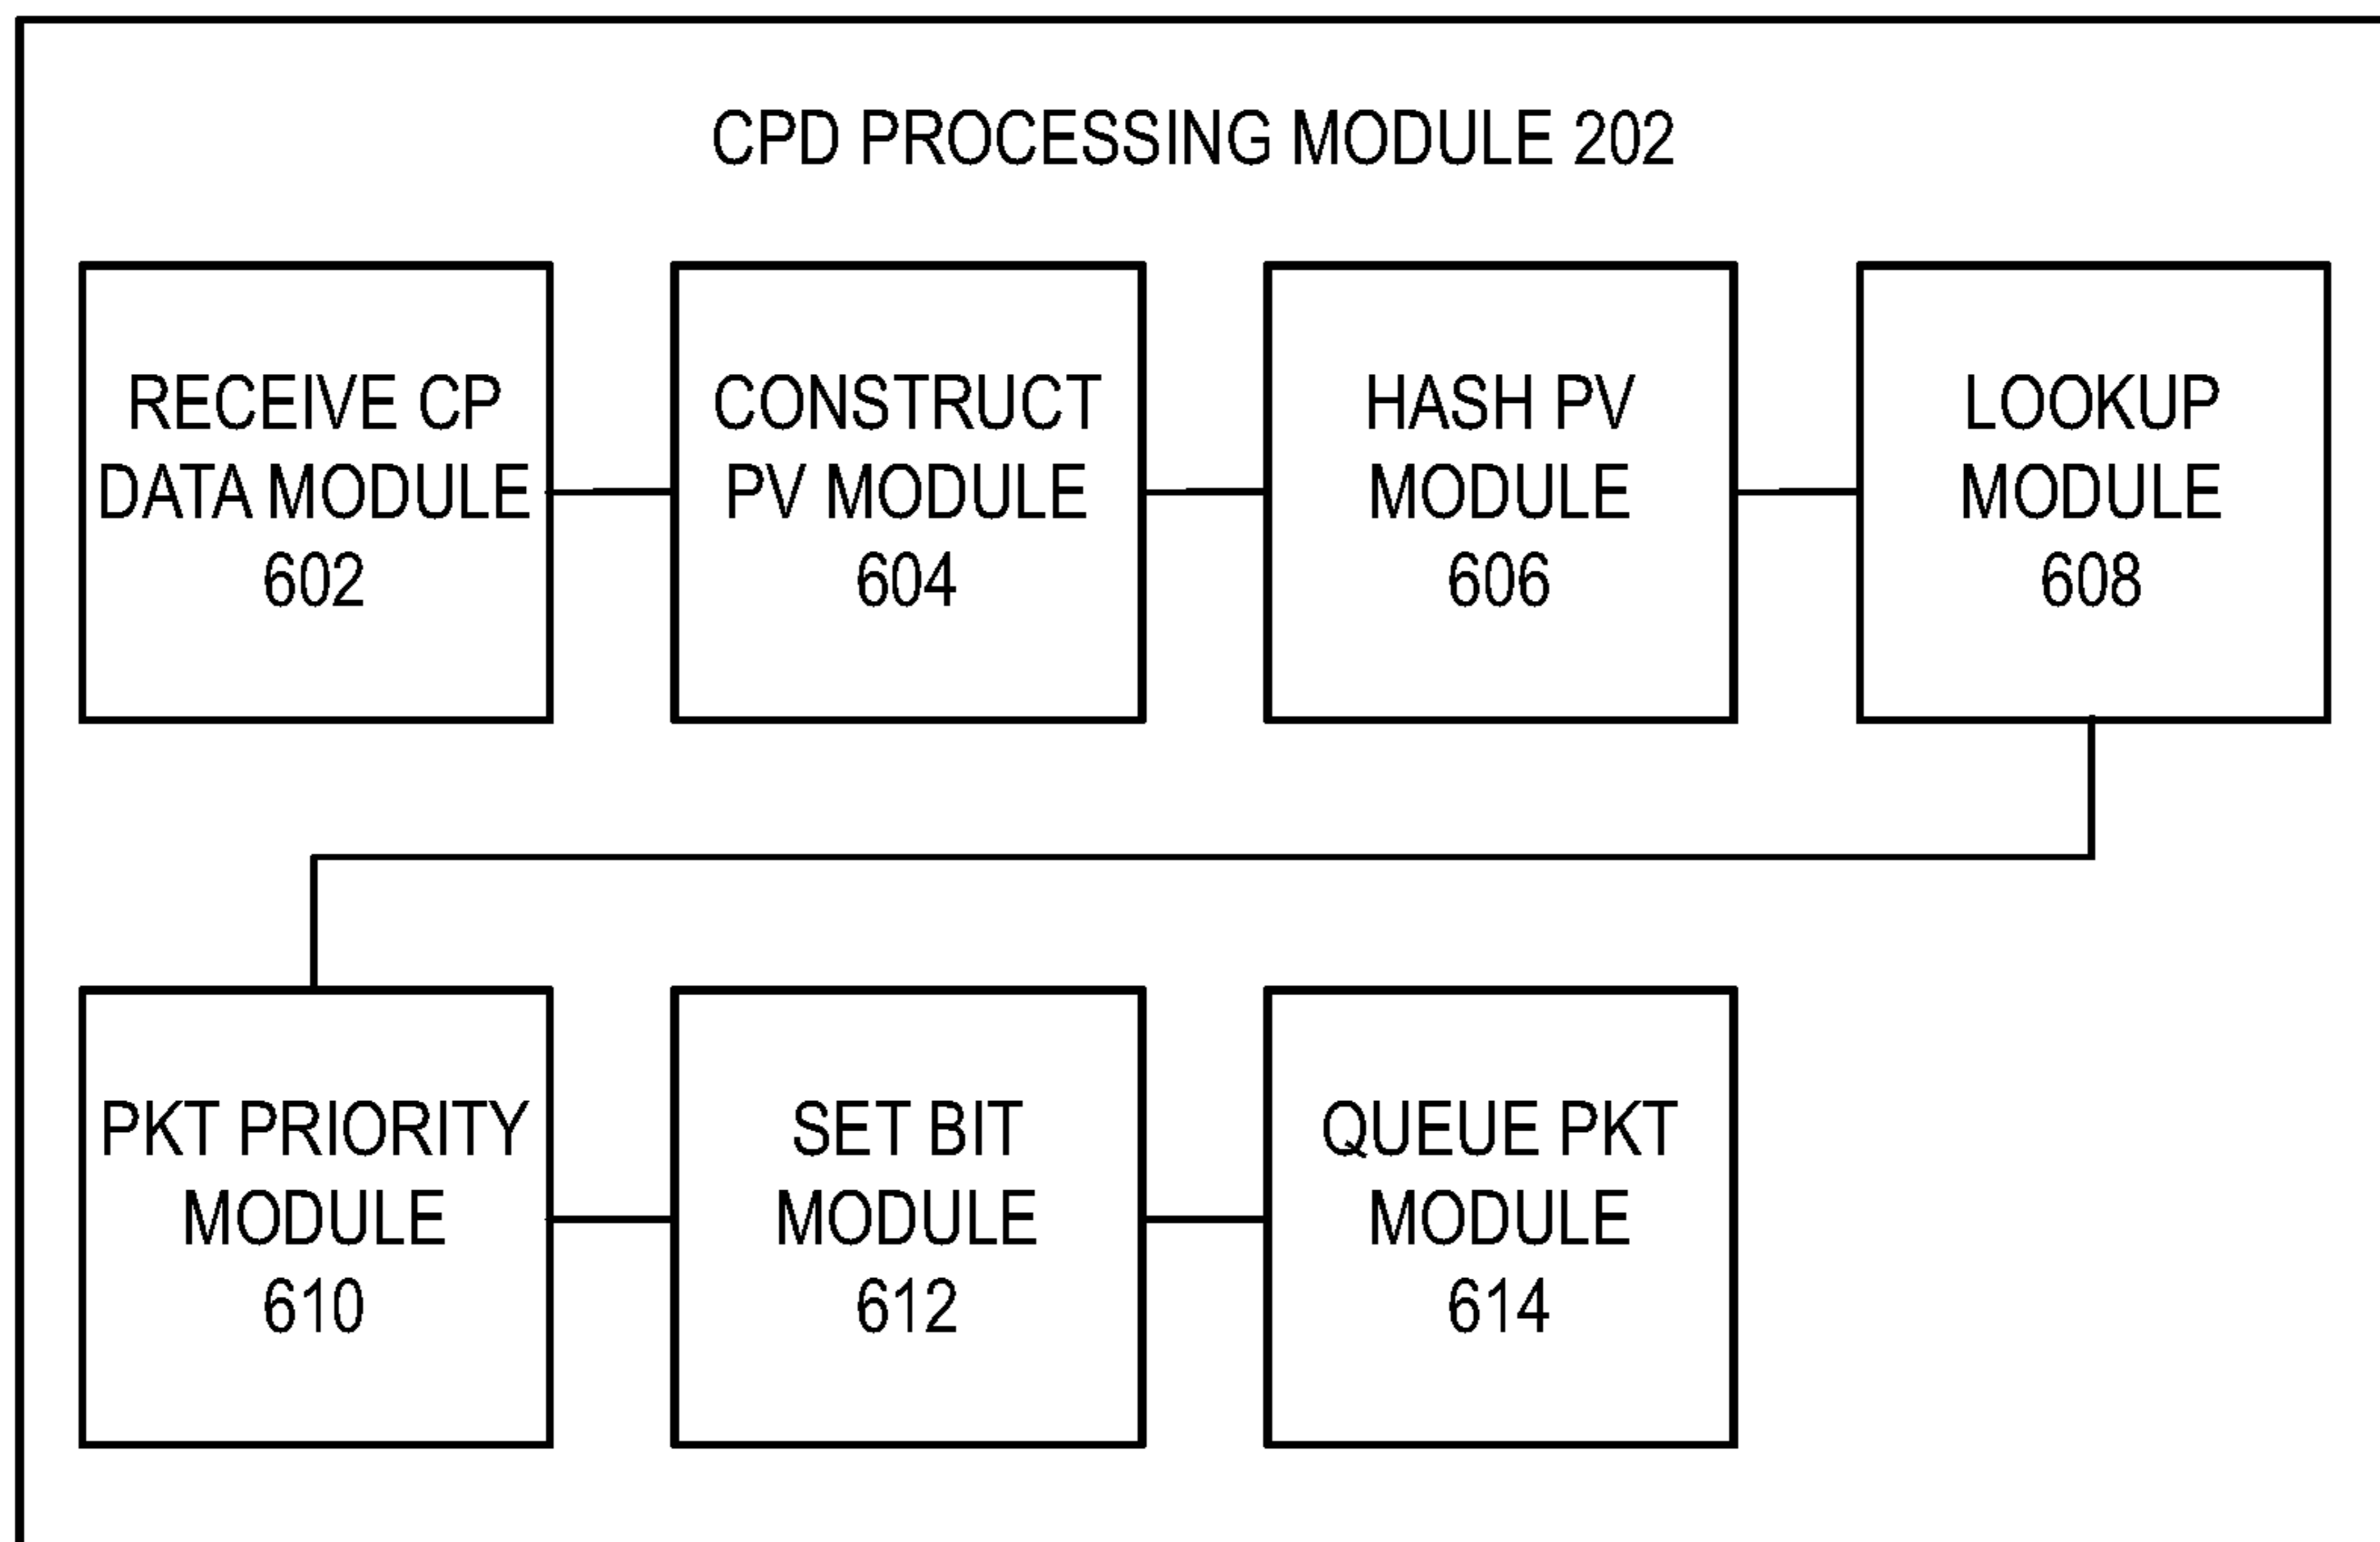 CPD PROCESSING MODULE 202
RECEIVE CP
DATA MODULE
602
CONSTRUCT
PV MODULE
604
HASH PV
MODULE
606
LOOKUP
MODULE
608
PKT PRIORITY
MODULE
610
SET BIT
MODULE
612
QUEUE PKT
MODULE
614